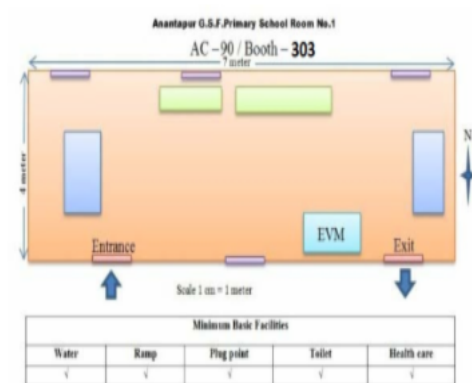 Anantapur G.S.F.Primary School Room No.1
AC –90 / Booth – 303
7 meter
4 meter
N
EVM
Entrance
Exit
Scale 1 cm = 1 meter
Minimum Basic Facilities
Water Ramp Plug point Toilet Health care
√ √ √ √ √